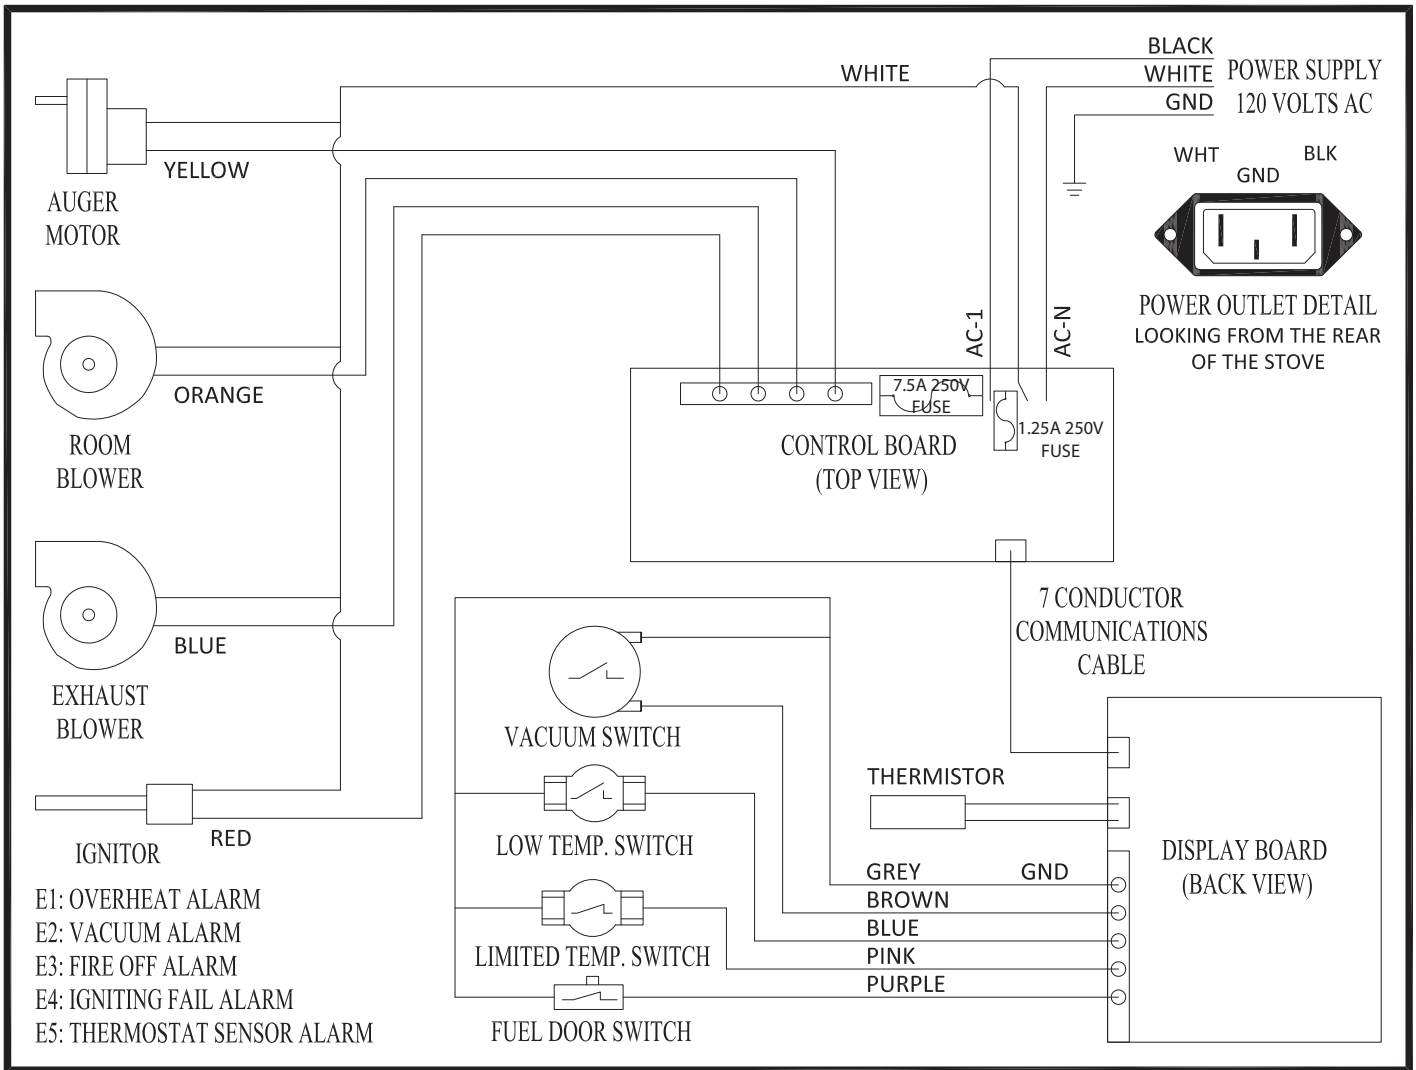 BLACK
WHITE
WHITE
GND
POWER SUPPLY
120 VOLTS AC
WHT
BLK
GND
YELLOW
AUGER
MOTOR
POWER OUTLET DETAIL
LOOKING FROM THE REAR
OF THE STOVE
AC-1
AC-N
ORANGE
ROOM
BLOWER
7.5A 250V
FUSE
1.25A 250V
FUSE
CONTROL BOARD
(TOP VIEW)
7 CONDUCTOR
COMMUNICATIONS
CABLE
BLUE
EXHAUST
BLOWER
VACUUM SWITCH
THERMISTOR
LOW TEMP. SWITCH
RED
IGNITOR
DISPLAY BOARD
(BACK VIEW)
GREY
GND
BROWN
BLUE
PINK
PURPLE
LIMITED TEMP. SWITCH
FUEL DOOR SWITCH
E1: OVERHEAT ALARM
E2: VACUUM ALARM
E3: FIRE OFF ALARM
E4: IGNITING FAIL ALARM
E5: THERMOSTAT SENSOR ALARM